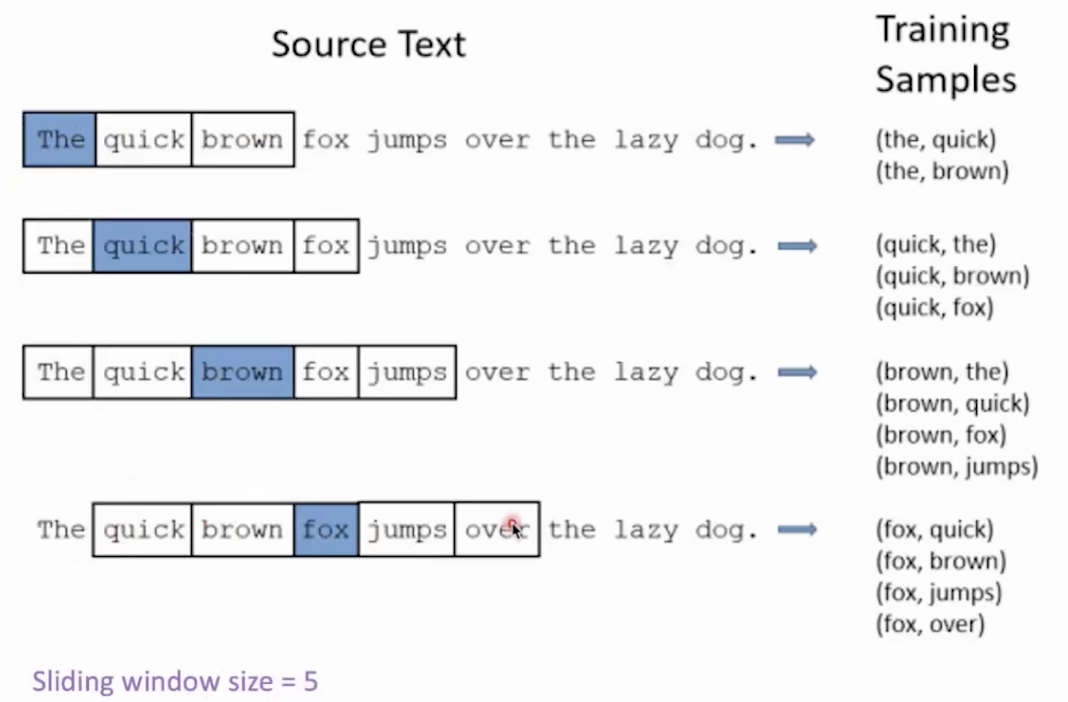 Source Text
Training
Samples
The quick brown fox jumps over the lazy dog.
(the, quick)
(the, brown)
The quick brown fox jumps over the lazy dog.
(quick, the)
(quick, brown)
(quick, fox)
The quick brown fox jumps over the lazy dog.
(brown, the)
(brown, quick)
(brown, fox)
(brown, jumps)
The quick brown fox jumps over the lazy dog.
(fox, quick)
(fox, brown)
(fox, jumps)
(fox, over)
Sliding window size = 5